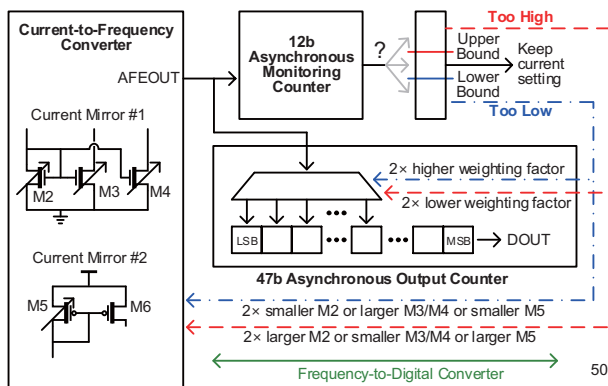 Current-to-Frequency
Converter
AFEOUT
Current Mirror #1
M2
M3
M4
Current Mirror #2
M5
M6
12b
Asynchronous
Monitoring
Counter
?
Too High
Upper
Bound
Lower
Bound
Keep
current
setting
Too Low
2× higher weighting factor
2× lower weighting factor
LSB
MSB
DOUT
47b Asynchronous Output Counter
2× smaller M2 or larger M3/M4 or smaller M5
2× larger M2 or smaller M3/M4 or larger M5
Frequency-to-Digital Converter
50